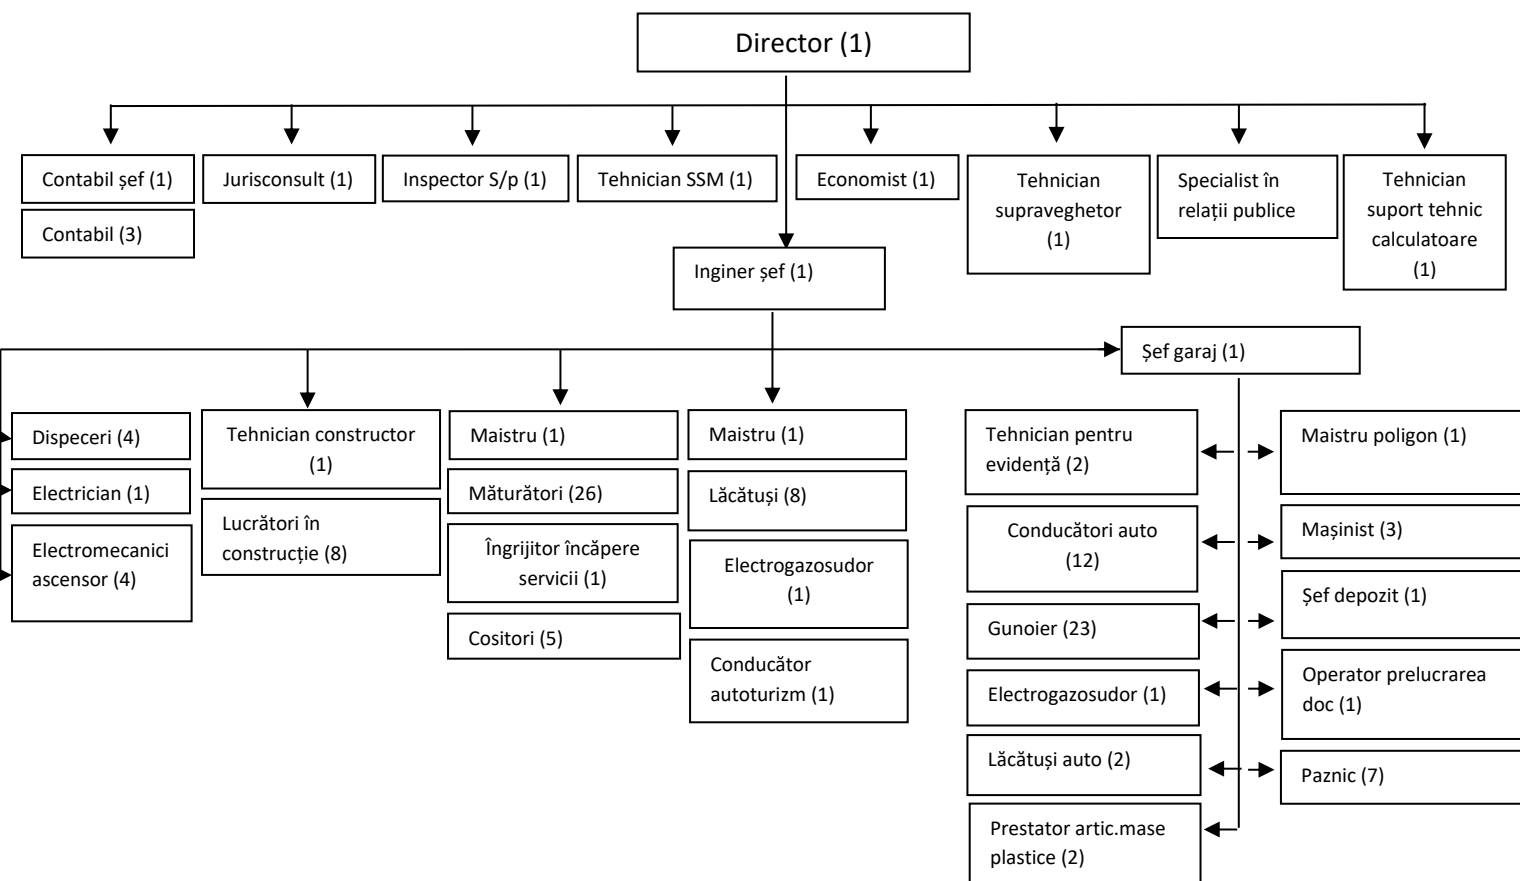 Director (1)
Contabil șef (1)
Contabil (3)
Jurisconsult (1)
Inspector S/p (1)
Tehnician SSM (1)
Economist (1)
Tehnician
supraveghetor
(1)
Specialist în
relații publice
Tehnician
suport tehnic
calculatoare
(1)
Inginer șef (1)
Șef garaj (1)
Dispeceri (4)
Electrician (1)
Electromecanici
ascensor (4)
Tehnician constructor
(1)
Lucrători în
construcție (8)
Maistru (1)
Măturători (26)
Îngrijitor încăpere
servicii (1)
Cositori (5)
Maistru (1)
Lăcătuși (8)
Electrogazosudor
(1)
Conducător
autoturizm (1)
Tehnician pentru
evidență (2)
Conducători auto
(12)
Gunoier (23)
Electrogazosudor (1)
Lăcătuși auto (2)
Prestator artic.mase
plastice (2)
Maistru poligon (1)
Mașinist (3)
Șef depozit (1)
Operator prelucrarea
doc (1)
Paznic (7)